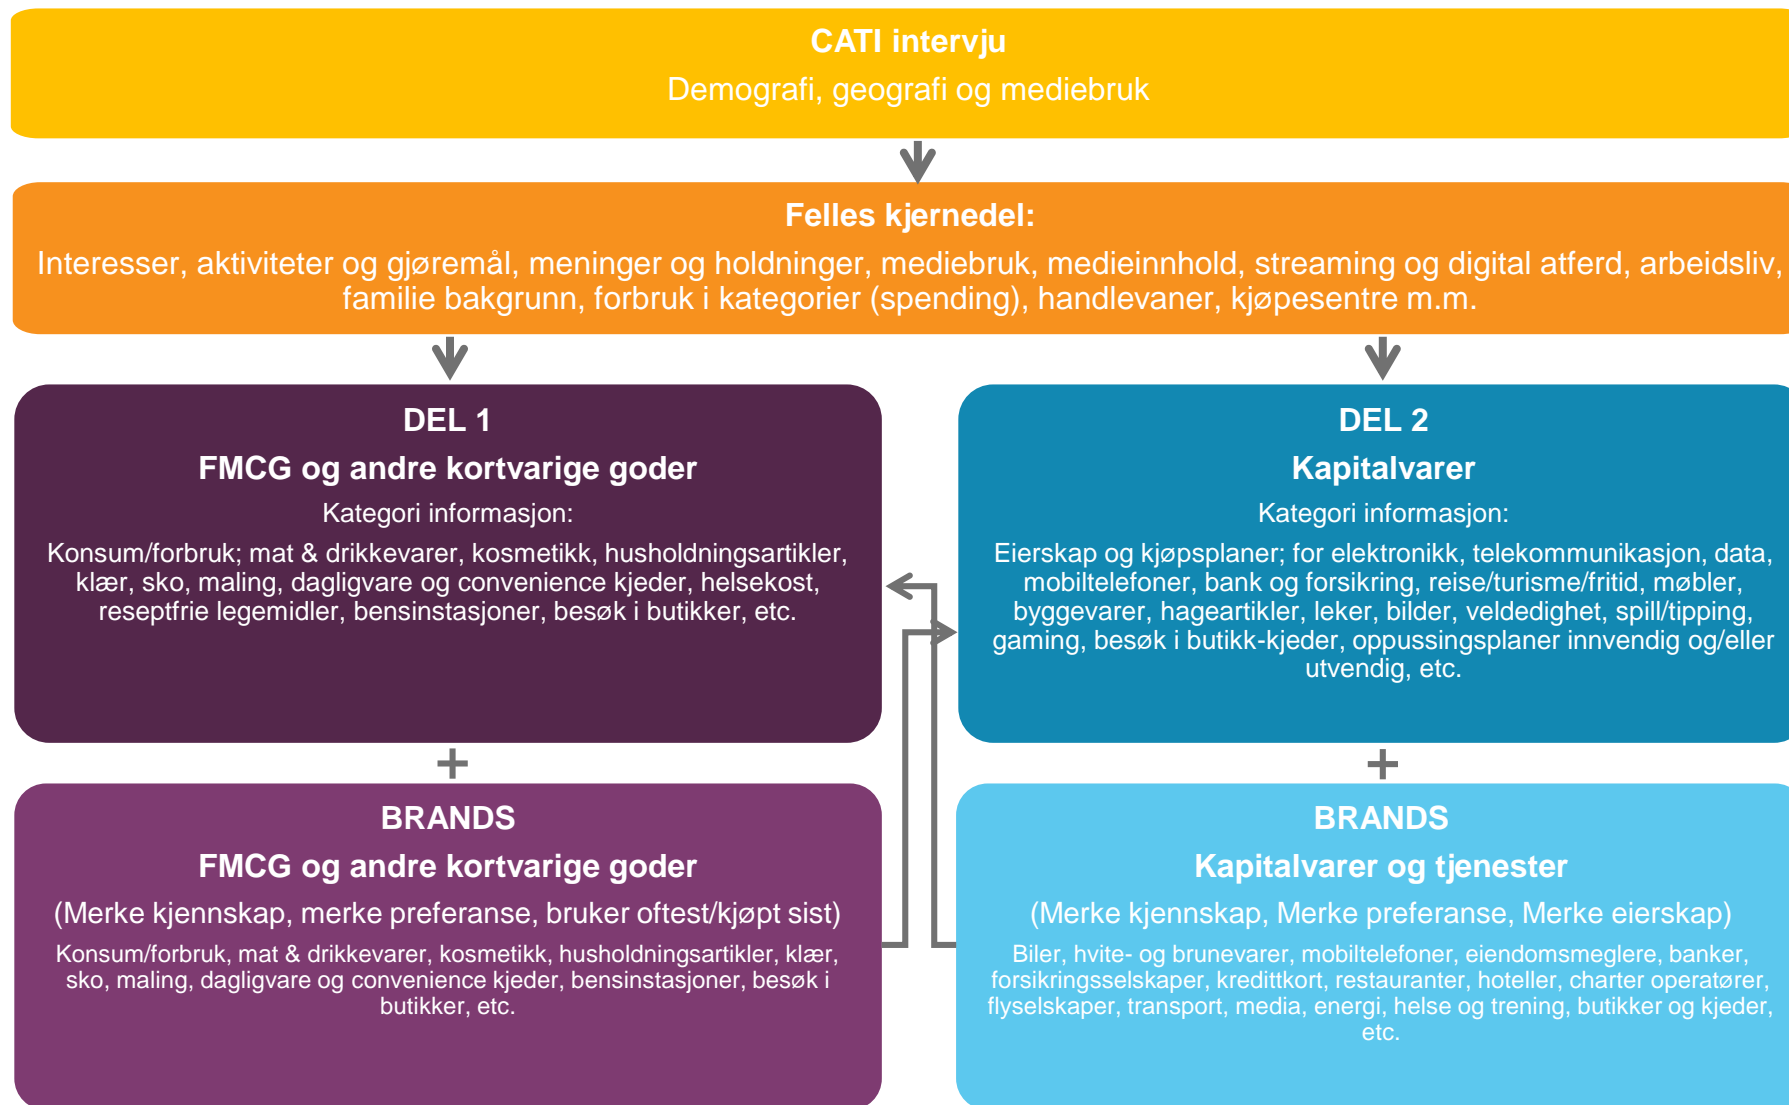 CATI intervju
Demografi, geografi og mediebruk
Felles kjernedel:
Interesser, aktiviteter og gjøremål, meninger og holdninger, mediebruk, medieinnhold, streaming og digital atferd, arbeidsliv,
familie bakgrunn, forbruk i kategorier (spending), handlevaner, kjøpesentre m.m.
DEL 1
FMCG og andre kortvarige goder
Kategori informasjon:
Konsum/forbruk; mat & drikkevarer, kosmetikk, husholdningsartikler,
klær, sko, maling, dagligvare og convenience kjeder, helsekost,
reseptfrie legemidler, bensinstasjoner, besøk i butikker, etc.
DEL 2
Kapitalvarer
Kategori informasjon:
Eierskap og kjøpsplaner; for elektronikk, telekommunikasjon, data,
mobiltelefoner, bank og forsikring, reise/turisme/fritid, møbler,
byggevarer, hageartikler, leker, bilder, veldedighet, spill/tipping,
gaming, besøk i butikk-kjeder, oppussingsplaner innvendig og/eller
utvendig, etc.
+
+
BRANDS
FMCG og andre kortvarige goder
(Merke kjennskap, merke preferanse, bruker oftest/kjøpt sist)
Konsum/forbruk, mat & drikkevarer, kosmetikk, husholdningsartikler, klær,
sko, maling, dagligvare og convenience kjeder, bensinstasjoner, besøk i
butikker, etc.
BRANDS
Kapitalvarer og tjenester
(Merke kjennskap, Merke preferanse, Merke eierskap)
Biler, hvite- og brunevarer, mobiltelefoner, eiendomsmeglere, banker,
forsikringsselskaper, kredittkort, restauranter, hoteller, charter operatører,
flyselskaper, transport, media, energi, helse og trening, butikker og kjeder,
etc.